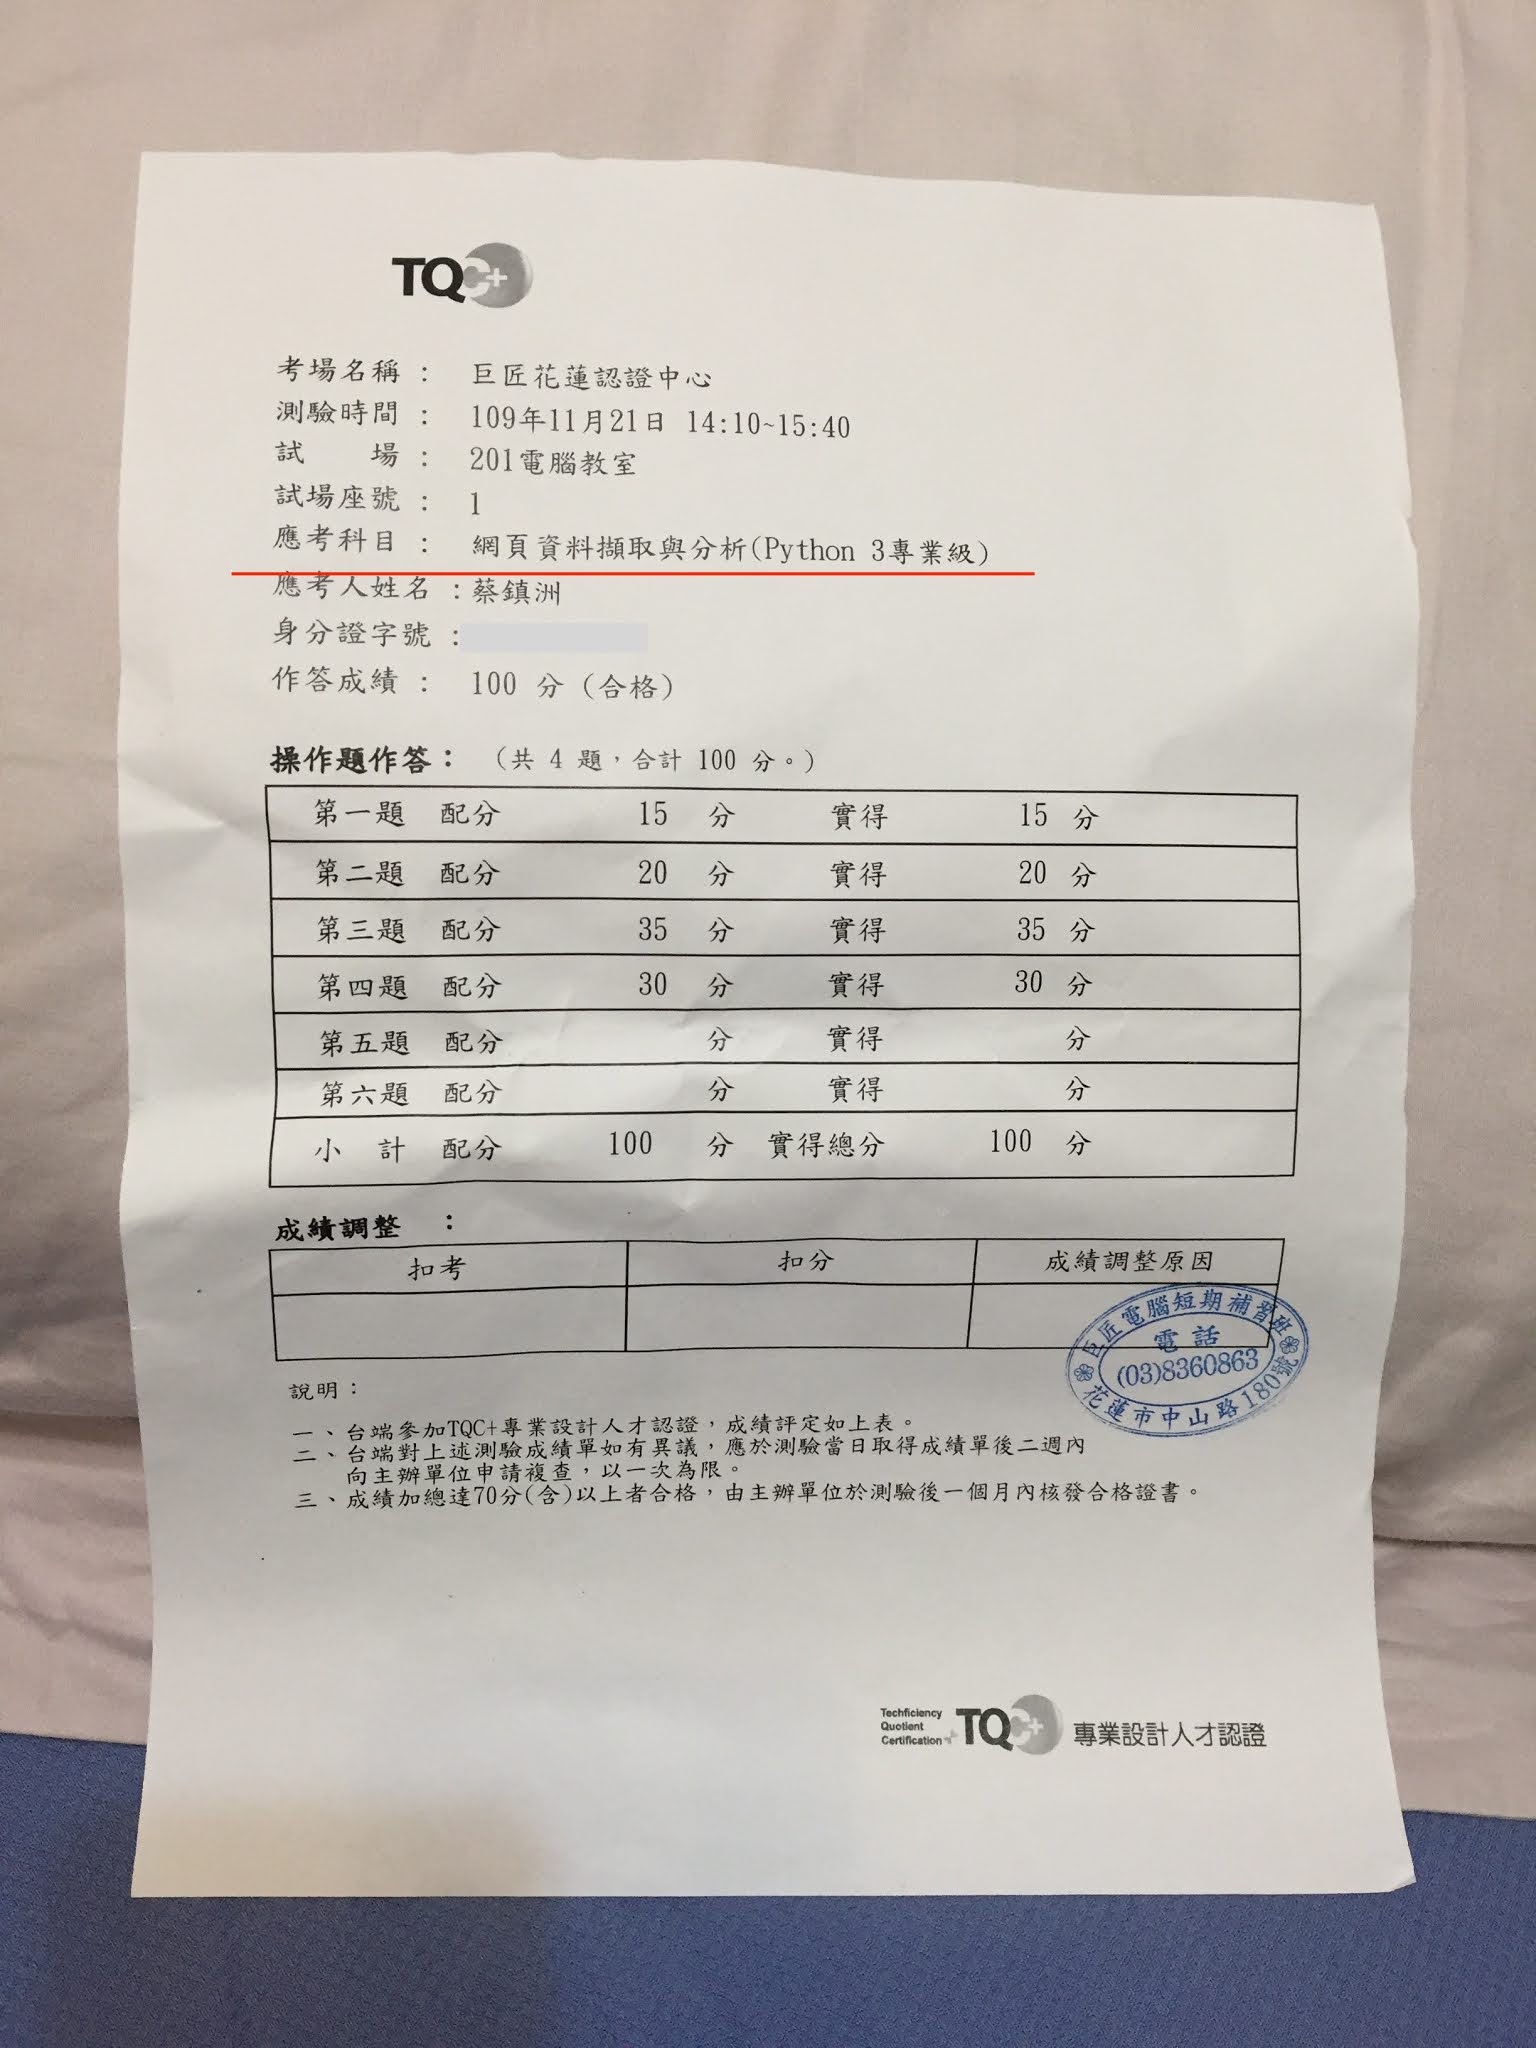 TQC+
考場名稱： 巨匠花蓮認證中心
測驗時間： 109年11月21日 14:10~15:40
試 場： 201電腦教室
試場座號： 1
應考科目： 網頁資料擷取與分析(Python 3專業級)
應考人姓名：蔡鎮洲
身分證字號：
作答成績： 100 分（合格）
操作題作答：（共 4 題，合計 100 分。）
第一題 配分 15 分 實得 15 分
第二題 配分 20 分 實得 20 分
第三題 配分 35 分 實得 35 分
第四題 配分 30 分 實得 30 分
第五題 配分 分 實得 分
第六題 配分 分 實得 分
小 計 配分 100 分 實得總分 100 分
成績調整 ：
扣考 扣分 成績調整原因
巨匠電腦短期補習班
電話
(03)8360863
花蓮市中山路180號
說明：
一、台端參加TQC+專業設計人才認證，成績評定如上表。
二、台端對上述測驗成績單如有異議，應於測驗當日取得成績單後二週內
向主辦單位申請複查，以一次為限。
三、成績加總達70分(含)以上者合格，由主辦單位於測驗後一個月內核發合格證書。
Techficiency
Quotient
Certification
TQC+ 專業設計人才認證